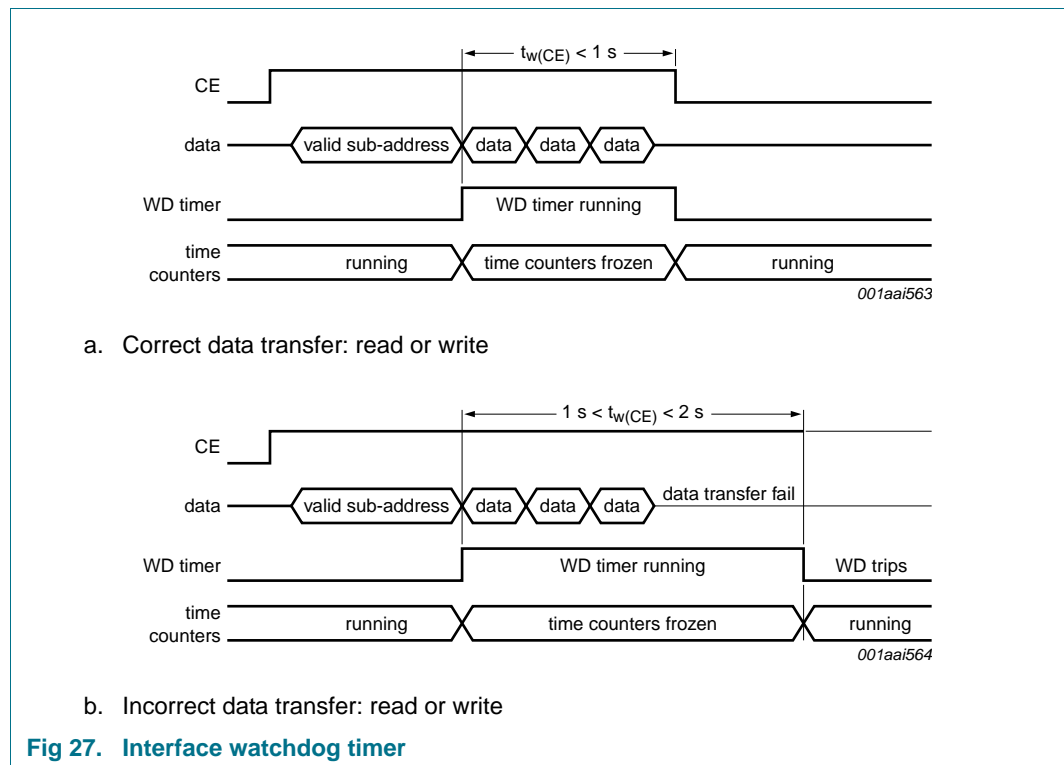 tw(CE) < 1 s
CE
data valid sub-address data data data
WD timer WD timer running
time counters running time counters frozen running
001aai563
a. Correct data transfer: read or write
1 s < tw(CE) < 2 s
CE
data valid sub-address data data data data transfer fail
WD timer WD timer running WD trips
time counters running time counters frozen running
001aai564
b. Incorrect data transfer: read or write
Fig 27. Interface watchdog timer